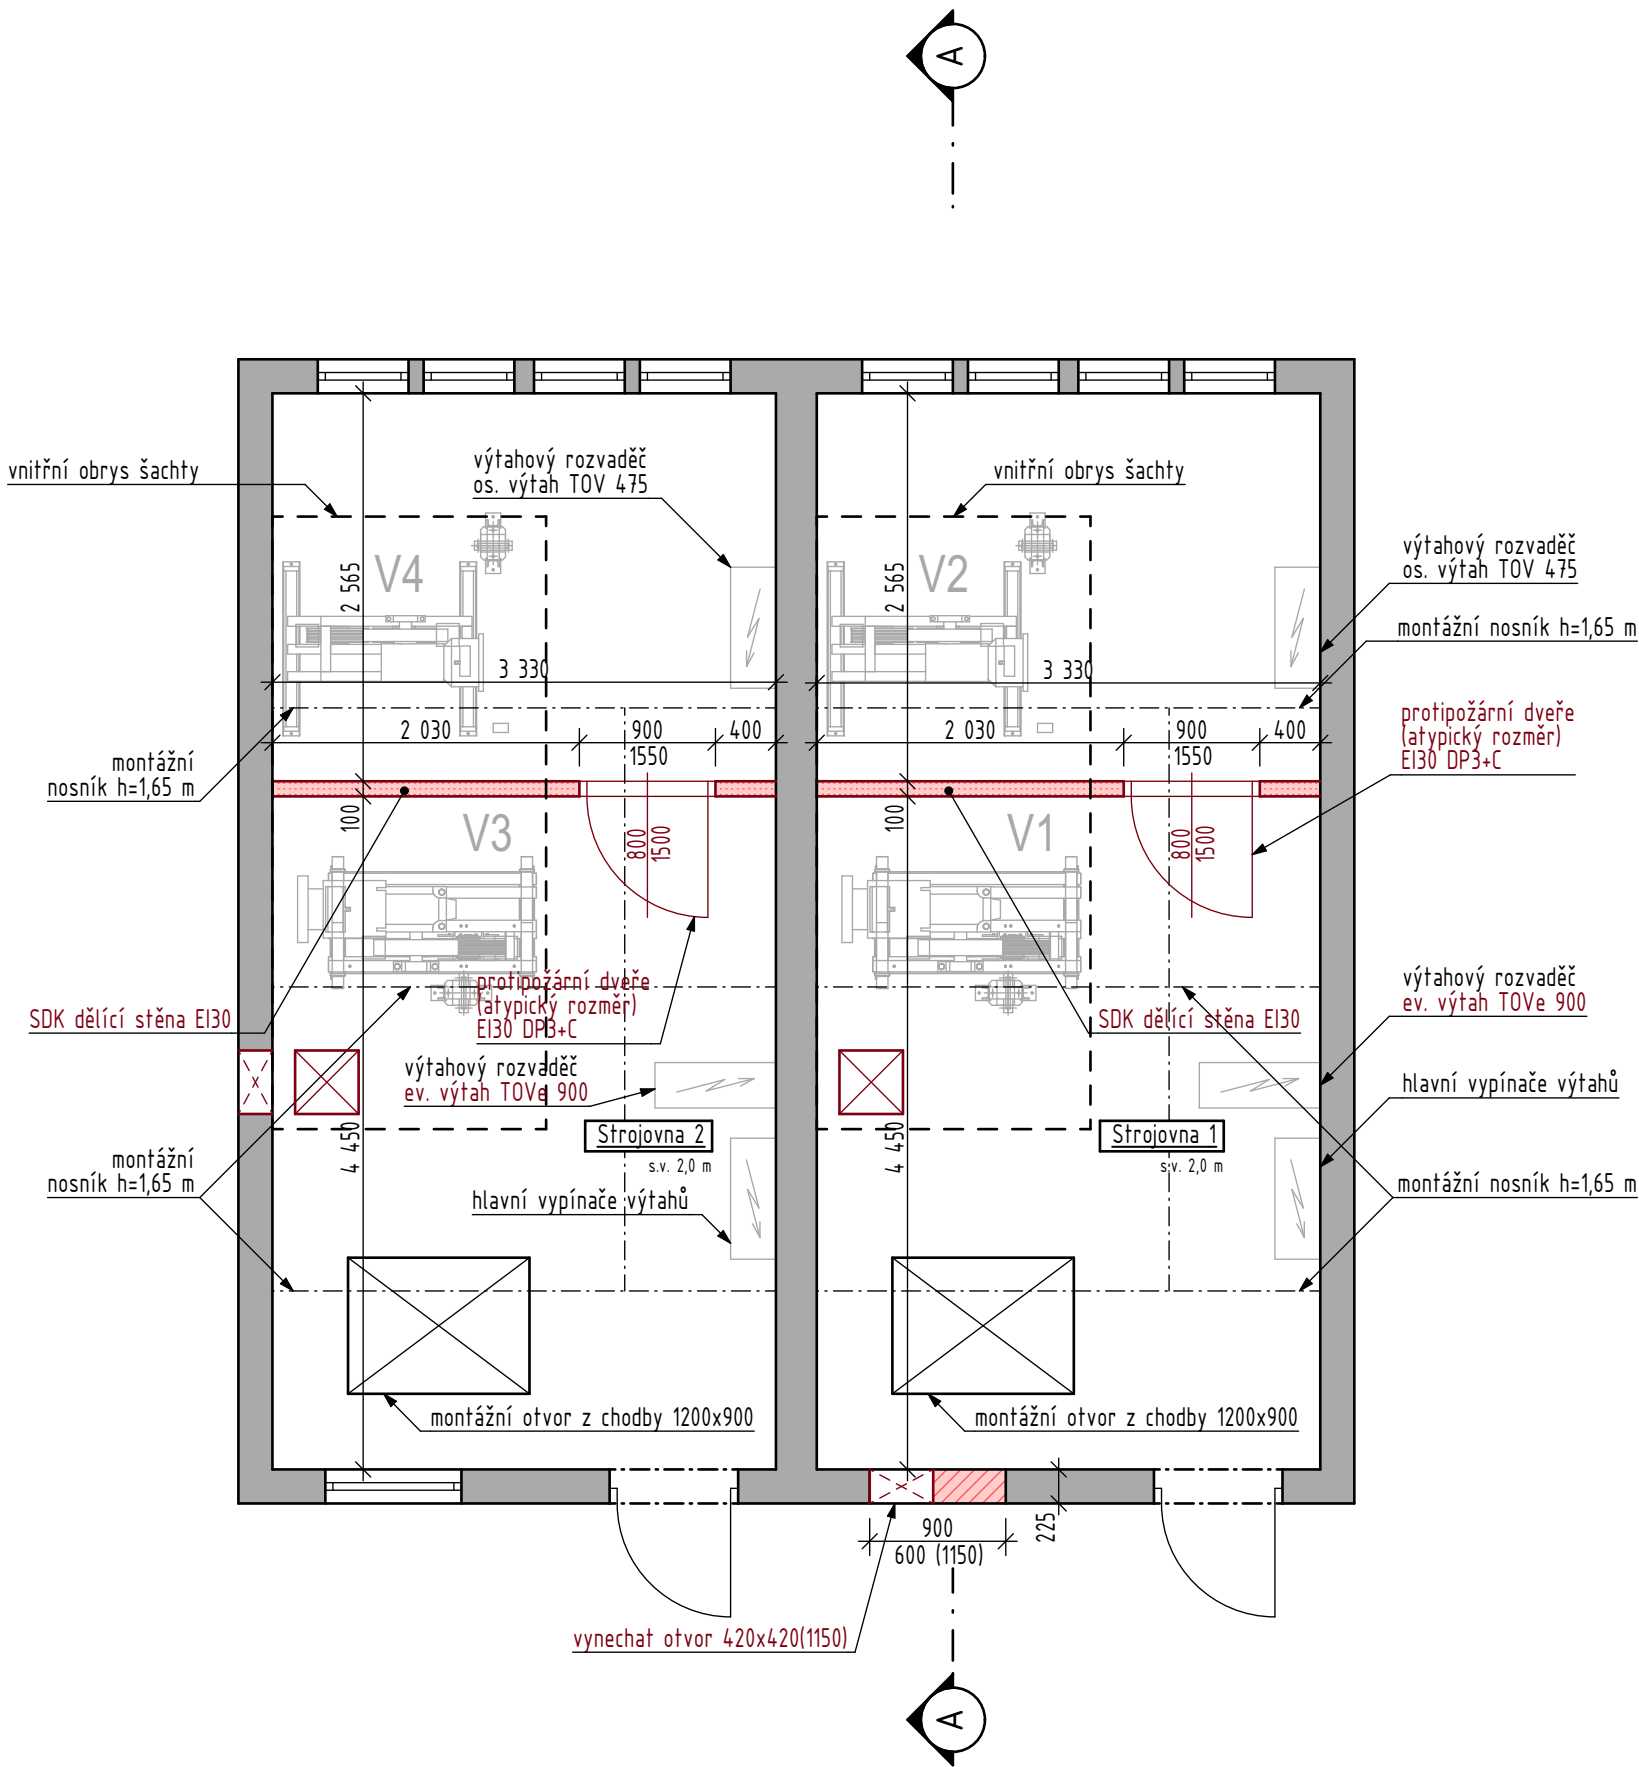 A
vnitřní obrys šachty
výtahový rozvaděč
os. výtah TOV 475
vnitřní obrys šachty
výtahový rozvaděč
os. výtah TOV 475
V4
V2
2 565
2 565
montážní nosník h=1,65 m
3 330
3 330
protipožární dveře
(atypický rozměr)
EI30 DP3+C
2 030
900
400
1550
2 030
900
400
1550
montážní
nosník h=1,65 m
100
V3
800
1500
100
V1
800
1500
protipožární dveře
(atypický rozměr)
EI30 DP3+C
SDK dělící stěna EI30
SDK dělící stěna EI30
výtahový rozvaděč
ev. výtah TOVe 900
výtahový rozvaděč
ev. výtah TOVe 900
hlavní vypínače výtahů
4 450
4 450
Strojovna 2
s.v. 2,0 m
Strojovna 1
s.v. 2,0 m
montážní
nosník h=1,65 m
hlavní vypínače výtahů
montážní nosník h=1,65 m
montážní otvor z chodby 1200x900
montážní otvor z chodby 1200x900
900
600 (1150)
225
vynechat otvor 420x420(1150)
A